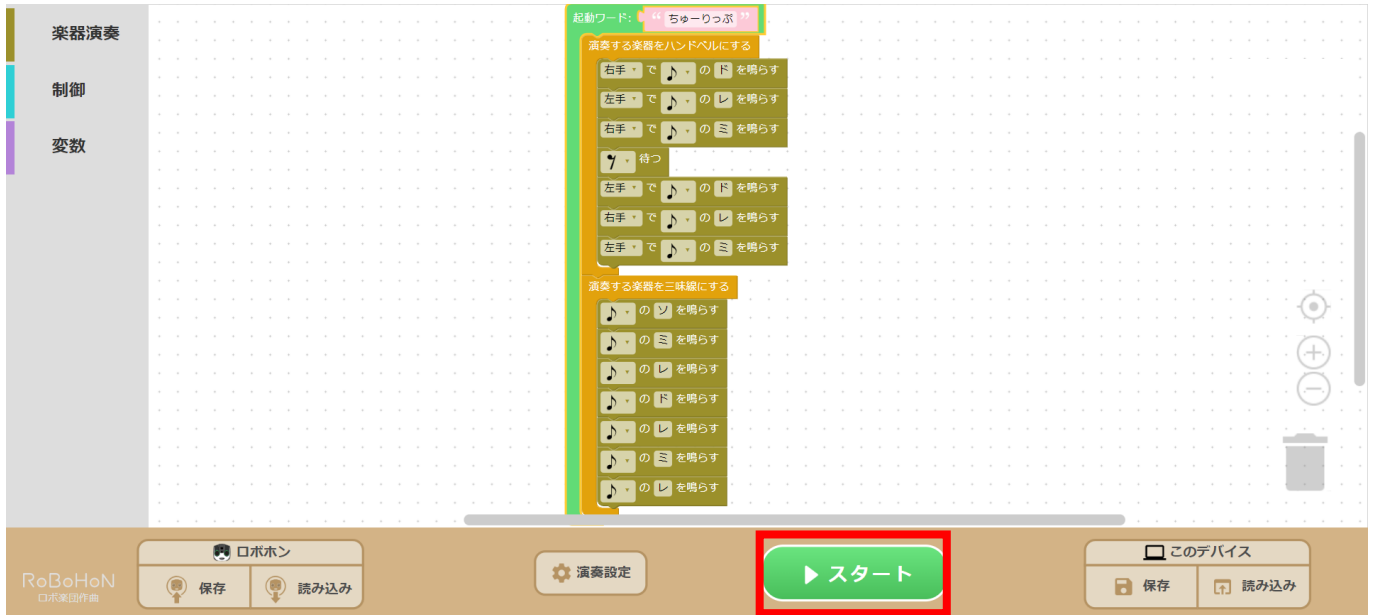 楽器演奏
制御
変数
起動ワード: “ ちゅーりっぷ ”
演奏する楽器をハンドベルにする
右手 で ♪ の ド を鳴らす
左手 で ♪ の レ を鳴らす
右手 で ♪ の ミ を鳴らす
待つ
左手 で ♪ の ド を鳴らす
右手 で ♪ の レ を鳴らす
左手 で ♪ の ミ を鳴らす
演奏する楽器を三味線にする
♪ の ソ を鳴らす
♪ の ミ を鳴らす
♪ の レ を鳴らす
♪ の ド を鳴らす
♪ の レ を鳴らす
♪ の ミ を鳴らす
♪ の レ を鳴らす
RoBoHoN
ロボ楽団作曲
ロボホン
保存 読み込み
演奏設定
スタート
このデバイス
保存 読み込み